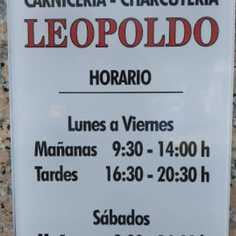 CARNICERÍA - CHARCUTERÍA
LEOPOLDO
HORARIO
Lunes a Viernes
Mañanas 9:30 - 14:00 h
Tardes 16:30 - 20:30 h
Sábados